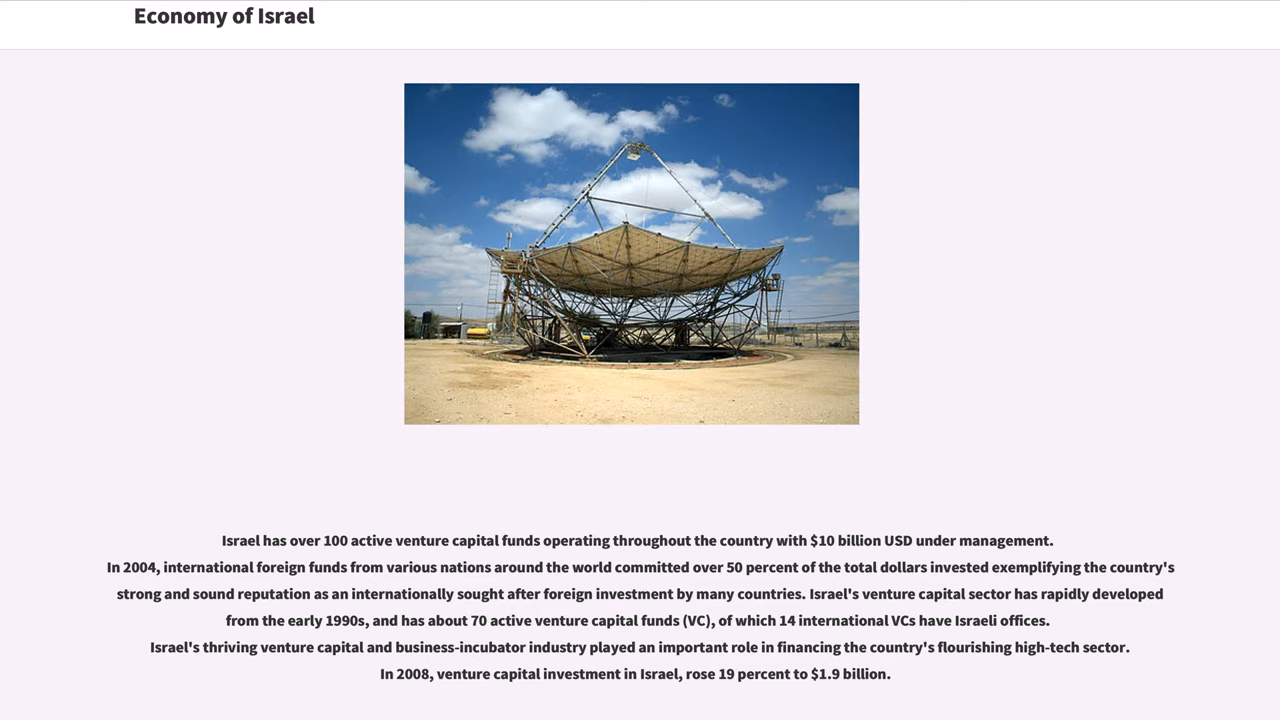 Economy of Israel
Israel has over 100 active venture capital funds operating throughout the country with $10 billion USD under management.
In 2004, international foreign funds from various nations around the world committed over 50 percent of the total dollars invested exemplifying the country's
strong and sound reputation as an internationally sought after foreign investment by many countries. Israel's venture capital sector has rapidly developed
from the early 1990s, and has about 70 active venture capital funds (VC), of which 14 international VCs have Israeli offices.
Israel's thriving venture capital and business-incubator industry played an important role in financing the country's flourishing high-tech sector.
In 2008, venture capital investment in Israel, rose 19 percent to $1.9 billion.